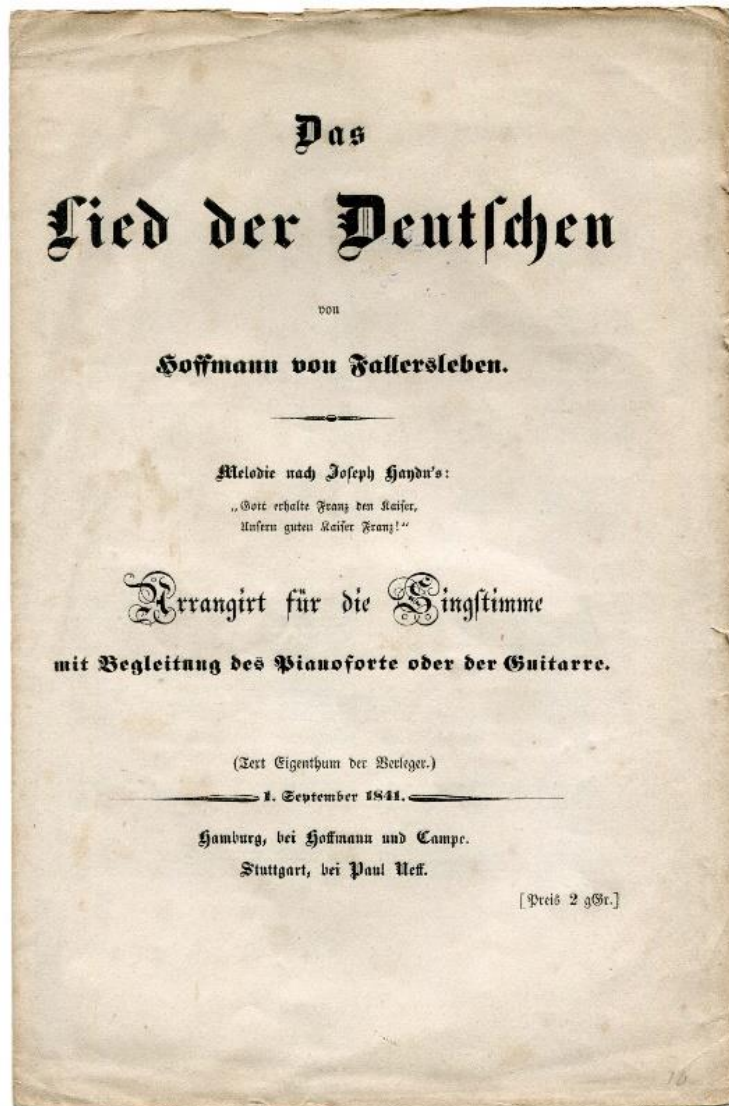 Das
Lied der Deutschen
von
Hoffmann von Fallersleben.
Melodie nach Joseph Haydn's:
„Gott erhalte Franz den Kaiser,
Unsern guten Kaiser Franz!“
Arrangirt für die Singstimme
mit Begleitung des Pianoforte oder der Guitarre.
(Text Eigenthum der Verleger.)
1. September 1841.
Hamburg, bei Hoffmann und Campe.
Stuttgart, bei Paul Neff.
[Preis 2 gGr.]
16